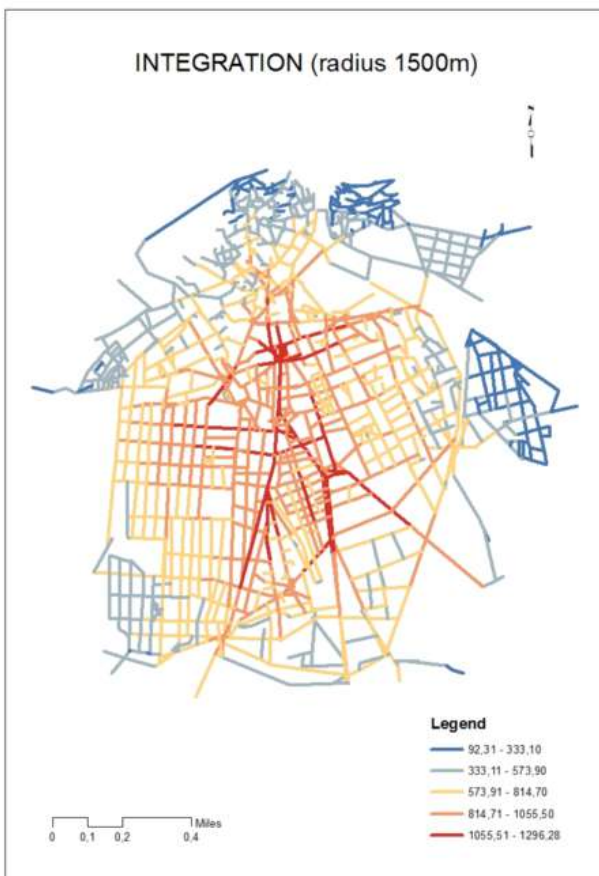 INTEGRATION (radius 1500m)
Legend
92,31 - 333,10
333,11 - 573,90
573,91 - 814,70
814,71 - 1055,50
1055,51 - 1296,28
Miles
0 0,1 0,2 0,4